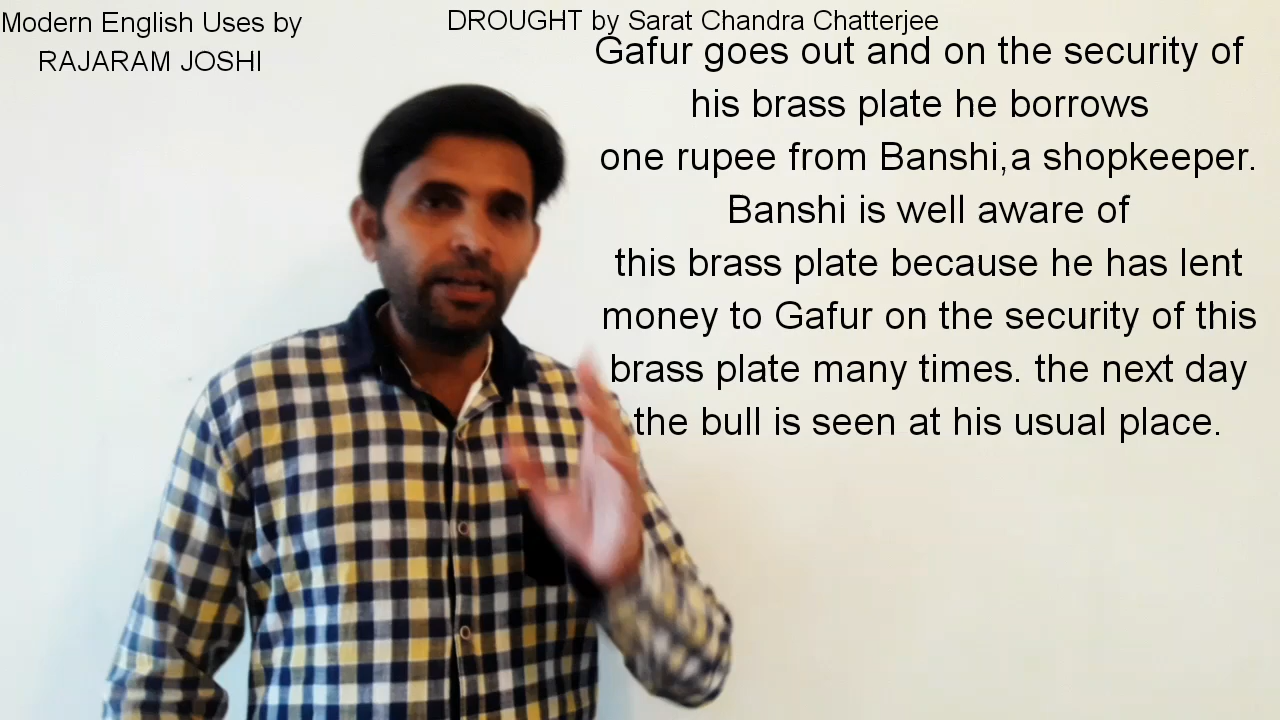 Modern English Uses by
RAJARAM JOSHI
DROUGHT by Sarat Chandra Chatterjee
Gafur goes out and on the security of
his brass plate he borrows
one rupee from Banshi,a shopkeeper.
Banshi is well aware of
this brass plate because he has lent
money to Gafur on the security of this
brass plate many times. the next day
the bull is seen at his usual place.